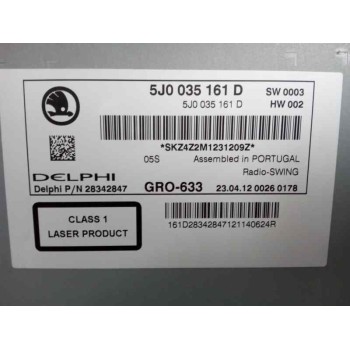 5J0 035 161 D SW 0003
5J0 035 161 D HW 002
*SKZ4Z2M1231209Z*
05S Assembled in PORTUGAL
DELPHI Radio-SWING
Delphi P/N 28342847 GRO-633 23.04.12 0026 0178
CLASS 1
LASER PRODUCT
161D28342847121140624R